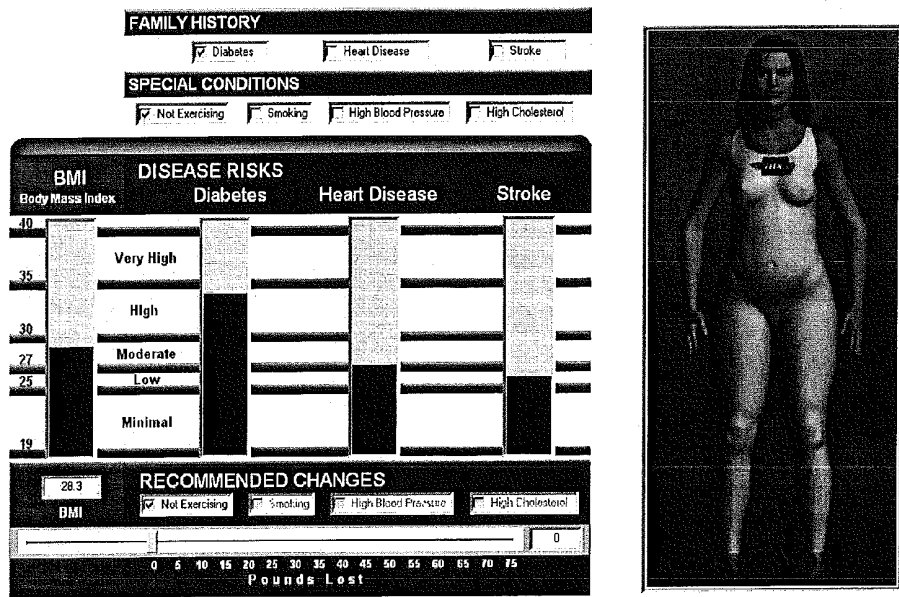 FAMILY HISTORY
Diabetes Heart Disease Stroke
SPECIAL CONDITIONS
Not Exercising Smoking High Blood Pressure High Cholesterol
BMI
Body Mass Index
DISEASE RISKS
Diabetes Heart Disease Stroke
40
Very High
35
High
30
Moderate
27
Low
25
Minimal
19
28.3
BMI
RECOMMENDED CHANGES
Not Exercising Smoking High Blood Pressure High Cholesterol
0
0 5 10 15 20 25 30 35 40 45 50 55 60 65 70 75
Pounds Lost